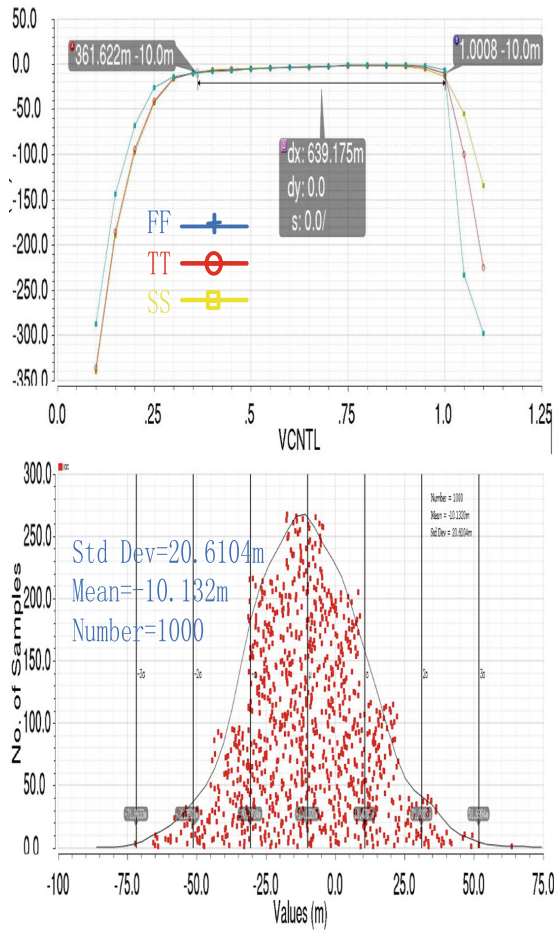 50.0
0.0
-50.0
-100.0
-150.0
-200.0
-250.0
-300.0
-350.0
361.622m -10.0m
1.0008 -10.0m
dx: 639.175m
dy: 0.0
s: 0.0/
FF
TT
SS
0.0 .25 .5 .75 1.0 1.25
VCNTL
300.0
250.0
200.0
150.0
100.0
50.0
0 0
No. of Samples
Number = 1000
Mean = -10.1320m
Std Dev = 20.6104m
Std Dev=20.6104m
Mean=-10.132m
Number=1000
-100 -75.0 -50.0 -25.0 0.0 25.0 50.0 75.0
Values (m)